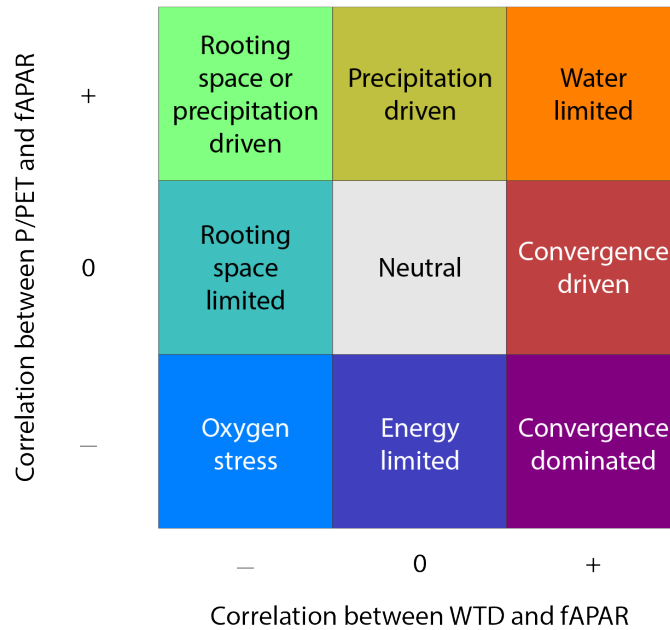 Correlation between P/PET and fAPAR
+
Rooting
space or
precipitation
driven
Precipitation
driven
Water
limited
0
Rooting
space
limited
Neutral
Convergence
driven
—
Oxygen
stress
Energy
limited
Convergence
dominated
—
0
+
Correlation between WTD and fAPAR